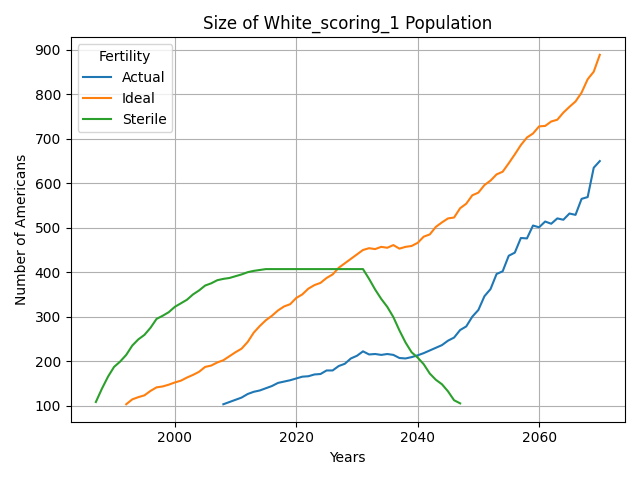 Size of White_scoring_1 Population
Number of Americans
900
800
700
600
500
400
300
200
100
Fertility
Actual
Ideal
Sterile
2000
2020
2040
2060
Years